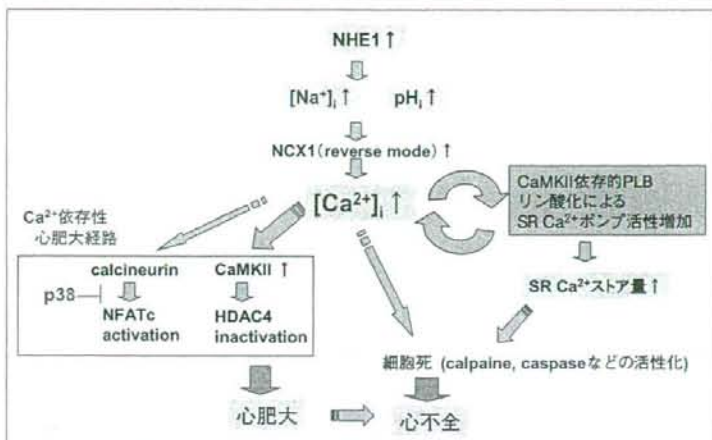 NHE1↑
[Na⁺]ᵢ↑ pHᵢ↑
NCX1(reverse mode)↑
[Ca²⁺]ᵢ↑
CaMKII依存的PLB
リン酸化による
SR Ca²⁺ポンプ活性増加
SR Ca²⁺ストア量↑
Ca²⁺依存性
心肥大経路
calcineurin CaMKII ↑
p38
NFATc HDAC4
activation inactivation
細胞死 (calpaine, caspaseなどの活性化)
心肥大 心不全